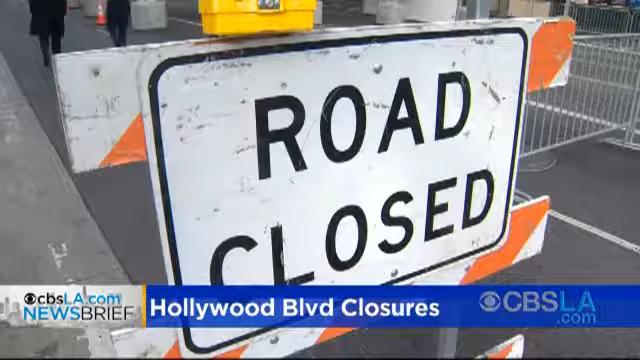 ROAD
CLOSED
cbsLA.com
NEWSBRIEF
Hollywood Blvd Closures
CBSLA
.com